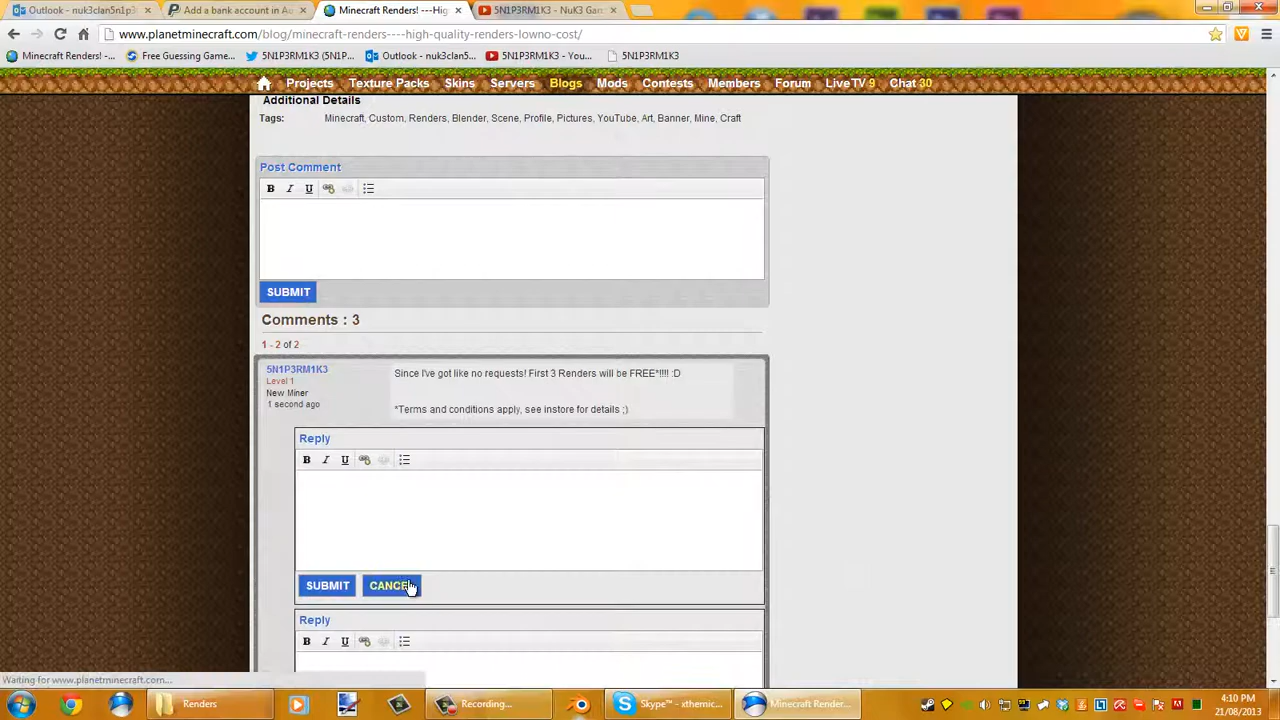 Outlook - nuk3clan5n1p3
Add a bank account in Au
Minecraft Renders! ---Hig
5N1P3RM1K3 - NuK3 Gam
www.planetminecraft.com/blog/minecraft-renders----high-quality-renders-lowno-cost/
Minecraft Renders! -...
Free Guessing Game...
5N1P3RM1K3 (5N1P...
Outlook - nuk3clan5n...
5N1P3RM1K3 - You...
5N1P3RM1K3
Projects Texture Packs Skins Servers Blogs Mods Contests Members Forum LiveTV 9 Chat 30
Additional Details
Tags: Minecraft, Custom, Renders, Blender, Scene, Profile, Pictures, YouTube, Art, Banner, Mine, Craft
Post Comment
B I U
SUBMIT
Comments : 3
1 - 2 of 2
5N1P3RM1K3
Level 1
New Miner
1 second ago
Since I've got like no requests! First 3 Renders will be FREE*!!!! :D
*Terms and conditions apply, see instore for details ;)
Reply
B I U
SUBMIT CANCEL
Reply
B I U
Waiting for www.planetminecraft.com...
Renders
Recording...
Skype™ - xthemic...
Minecraft Render...
4:10 PM
21/08/2013